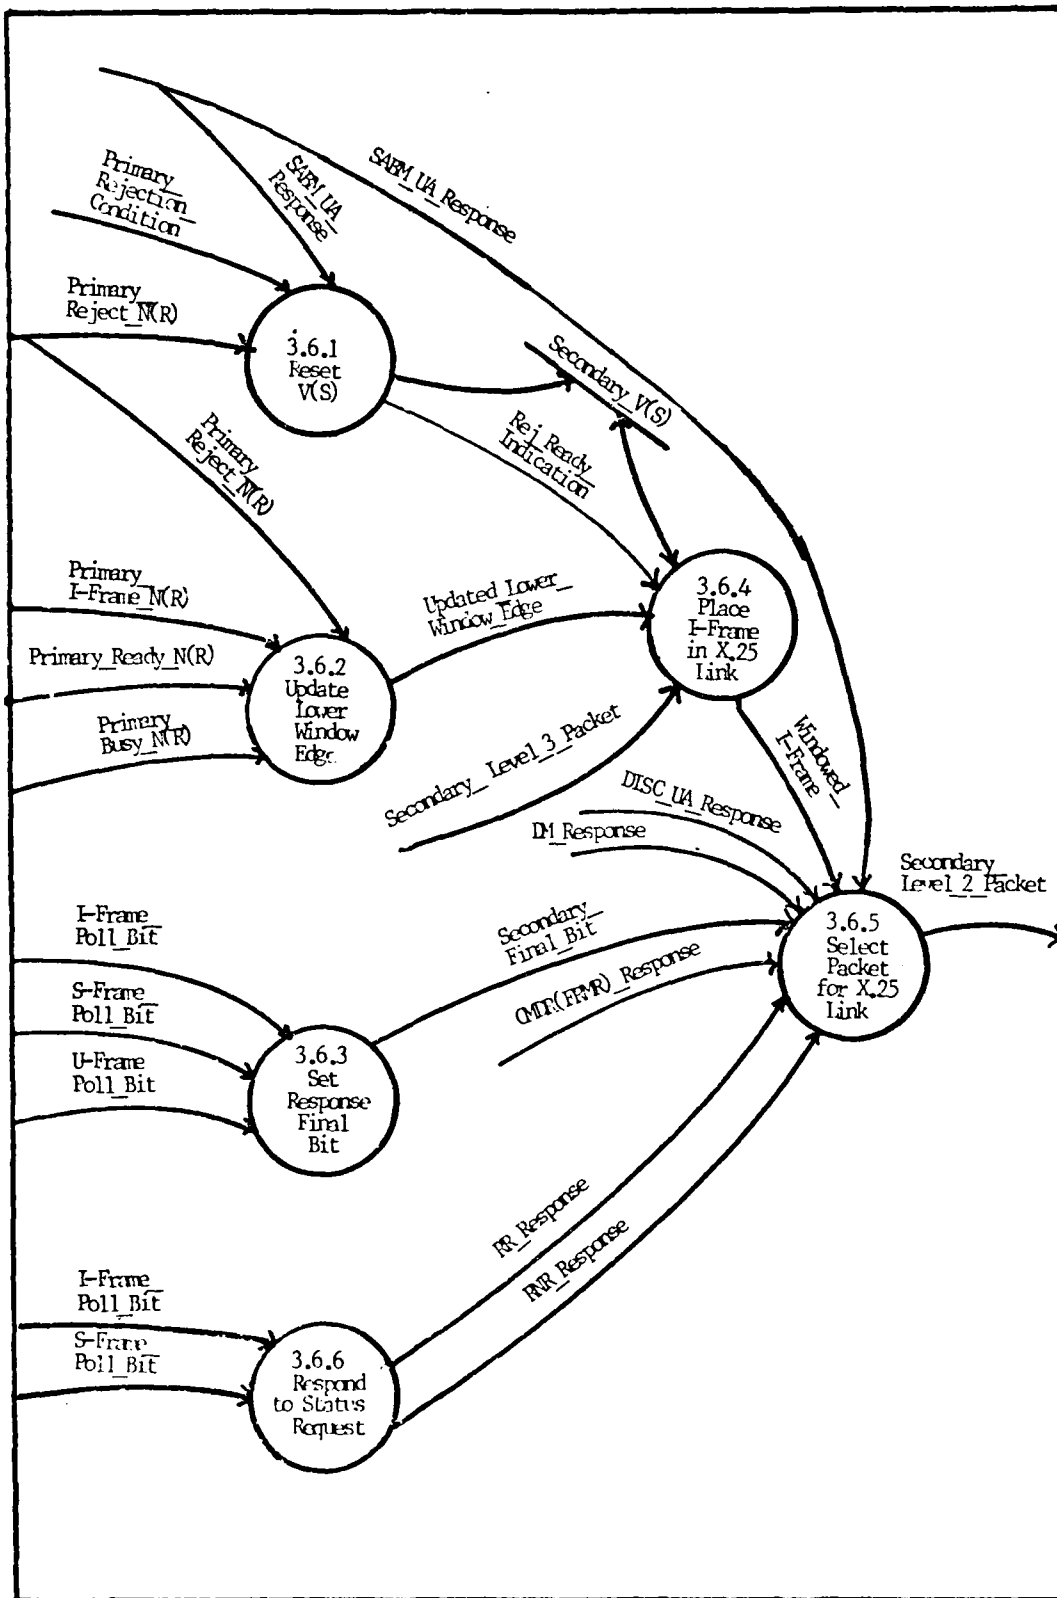 SABM_UA_
Response
SABM_UA_Response
Primary_
Rejection_
Condition
Primary_
Reject_N(R)
3.6.1
Reset
V(S)
Secondary_V(S)
Rej_Ready_
Indication
Primary_
Reject_N(R)
Primary_
I-Frame_N(R)
Primary_Ready_N(R)
Primary_
Busy_N(R)
3.6.2
Update
Lower
Window
Edge
Updated_Lower_
Window_Edge
3.6.4
Place
I-Frame
in X.25
Link
Secondary_Level_3_Packet
Windowed_
I-Frame
DISC_UA_Response
DM_Response
Secondary_
Level_2_Packet
I-Frame_
Poll_Bit
S-Frame_
Poll_Bit
U-Frame_
Poll_Bit
Secondary_
Final_Bit
CMDR(FRMR)_Response
3.6.5
Select
Packet
for X.25
Link
3.6.3
Set
Response
Final
Bit
RR_Response
RNR_Response
I-Frame_
Poll_Bit
S-Frame_
Poll_Bit
3.6.6
Respond
to Status
Request